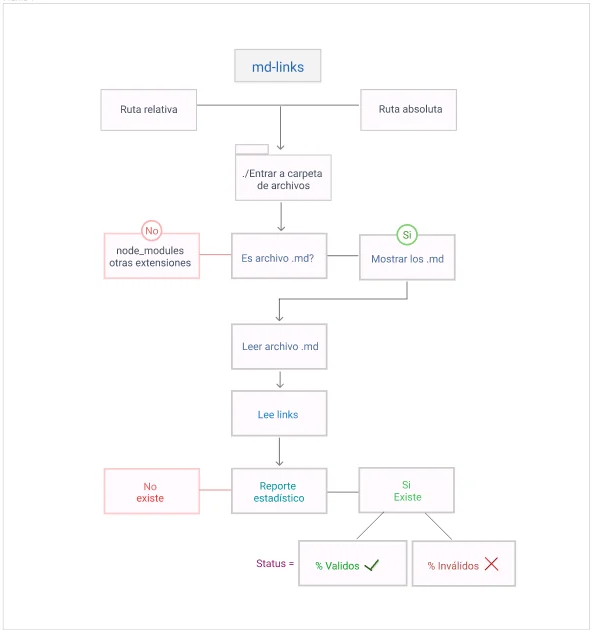 md-links
Ruta relativa
Ruta absoluta
./Entrar a carpeta
de archivos
No
node_modules
otras extensiones
Es archivo .md?
Si
Mostrar los .md
Leer archivo .md
Lee links
No
existe
Reporte
estadístico
Si
Existe
Status =
% Validos
% Inválidos